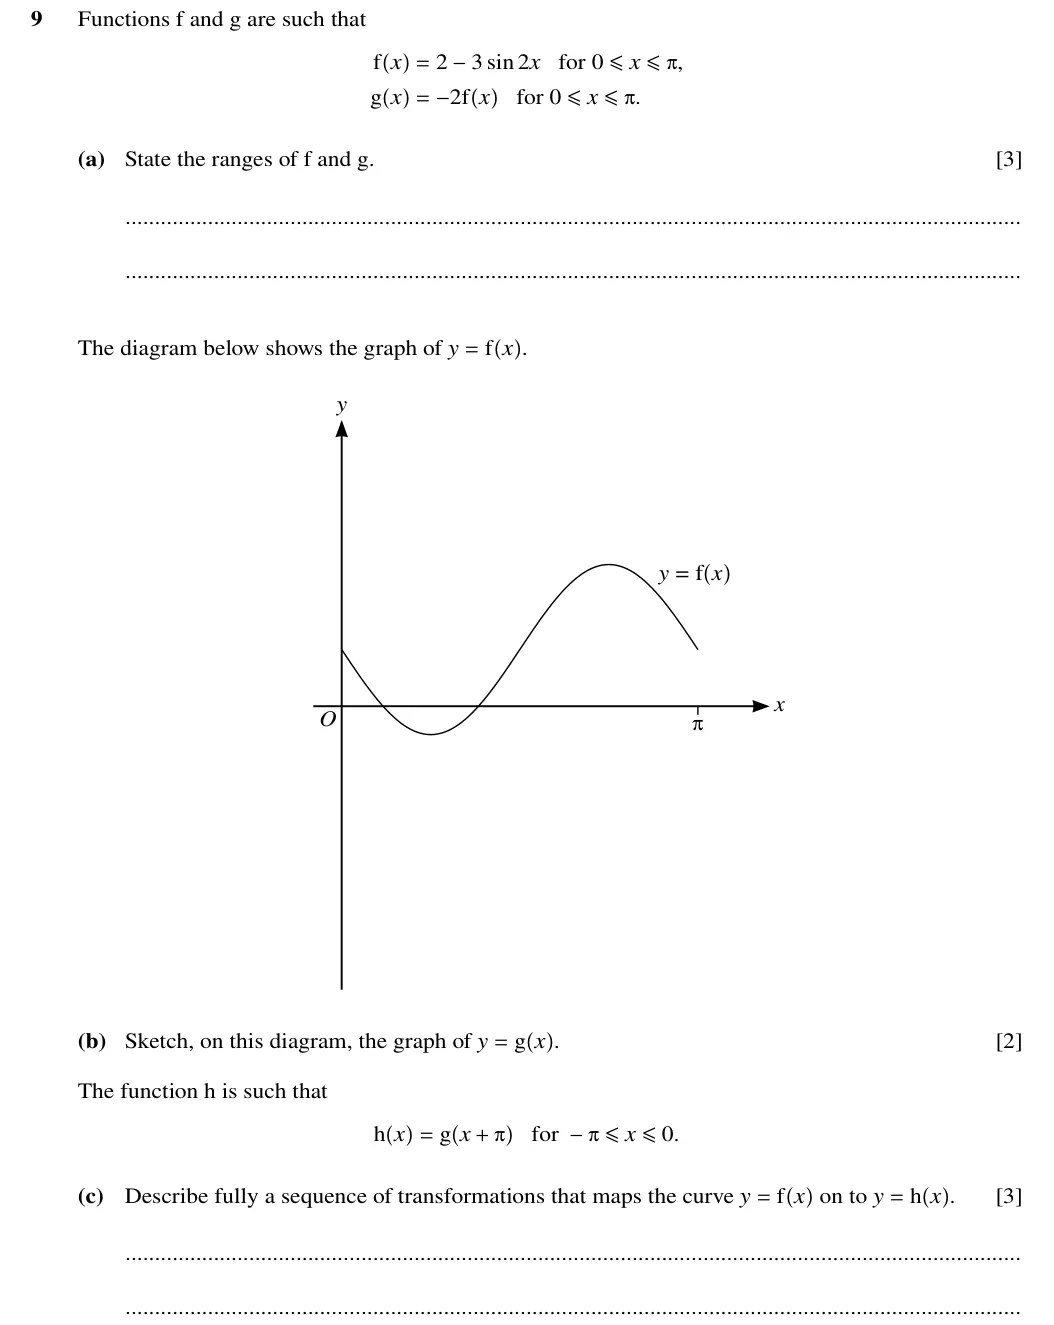 9 Functions f and g are such that
f(x) = 2 − 3 sin 2x for 0 ⩽ x ⩽ π,
g(x) = −2f(x) for 0 ⩽ x ⩽ π.
(a) State the ranges of f and g. [3]
The diagram below shows the graph of y = f(x).
y
y = f(x)
O
x
π
(b) Sketch, on this diagram, the graph of y = g(x). [2]
The function h is such that
h(x) = g(x + π) for − π ⩽ x ⩽ 0.
(c) Describe fully a sequence of transformations that maps the curve y = f(x) on to y = h(x). [3]